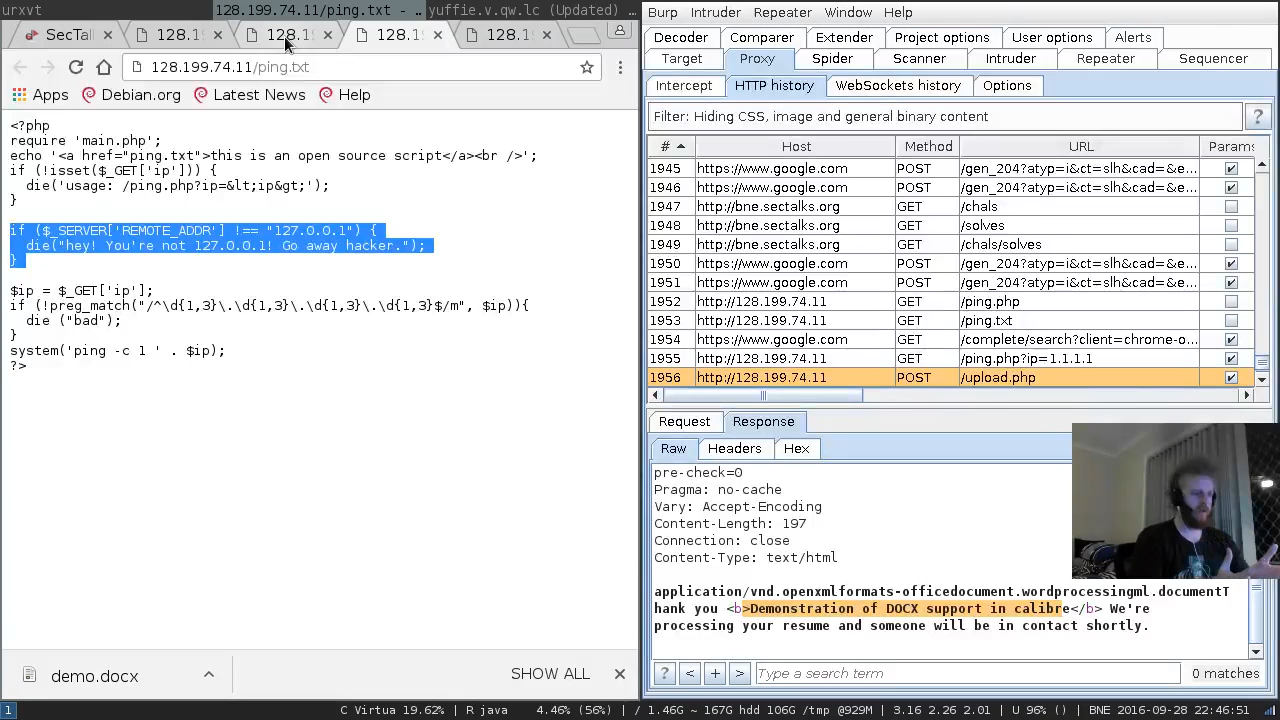 urxvt
128.199.74.11/ping.txt - ...
yuffie.v.qw.lc (Updated) ...
SecTal
128.1
128.1
128.1
128.1
128.199.74.11/ping.txt
Apps
Debian.org
Latest News
Help
<?php
require 'main.php';
echo '<a href="ping.txt">this is an open source script</a><br />';
if (!isset($_GET['ip'])) {
  die('usage: /ping.php?ip=&lt;ip&gt;');
}
if ($_SERVER['REMOTE_ADDR'] !== "127.0.0.1") {
  die("hey! You're not 127.0.0.1! Go away hacker.");
}
$ip = $_GET['ip'];
if (!preg_match("/^\d{1,3}\.\d{1,3}\.\d{1,3}\.\d{1,3}$/m", $ip)){
  die ("bad");
}
system('ping -c 1 ' . $ip);
?>
demo.docx
SHOW ALL
Burp Intruder Repeater Window Help
Decoder Comparer Extender Project options User options Alerts
Target Proxy Spider Scanner Intruder Repeater Sequencer
Intercept HTTP history WebSockets history Options
Filter: Hiding CSS, image and general binary content
?
# Host Method URL Params
1945 https://www.google.com POST /gen_204?atyp=i&ct=slh&cad=&e...
1946 https://www.google.com POST /gen_204?atyp=i&ct=slh&cad=&e...
1947 http://bne.sectalks.org GET /chals
1948 http://bne.sectalks.org GET /solves
1949 http://bne.sectalks.org GET /chals/solves
1950 https://www.google.com POST /gen_204?atyp=i&ct=slh&cad=&e...
1951 https://www.google.com POST /gen_204?atyp=i&ct=slh&cad=&e...
1952 http://128.199.74.11 GET /ping.php
1953 http://128.199.74.11 GET /ping.txt
1954 https://www.google.com GET /complete/search?client=chrome-o...
1955 http://128.199.74.11 GET /ping.php?ip=1.1.1.1
1956 http://128.199.74.11 POST /upload.php
Request Response
Raw Headers Hex
pre-check=0
Pragma: no-cache
Vary: Accept-Encoding
Content-Length: 197
Connection: close
Content-Type: text/html
application/vnd.openxmlformats-officedocument.wordprocessingml.documentT
hank you <b>Demonstration of DOCX support in calibre</b> We're
processing your resume and someone will be in contact shortly.
? < + > Type a search term 0 matches
1
C Virtua 19.62% | R java 4.46% (56%) | / 1.46G ~ 167G hdd 106G /tmp @929M | 3.16 2.26 2.01 | U 96% () | BNE 2016-09-28 22:46:51